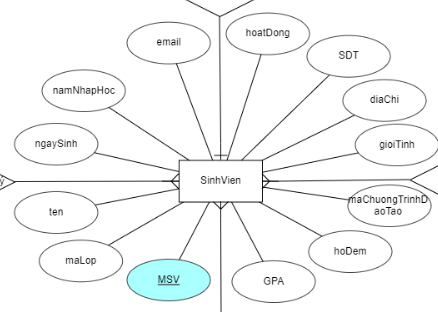 hoatDong
email
SDT
namNhapHoc
diaChi
ngaySinh
gioiTinh
SinhVien
y
maChuongTrinhD
aoTao
ten
hoDem
maLop
MSV
GPA